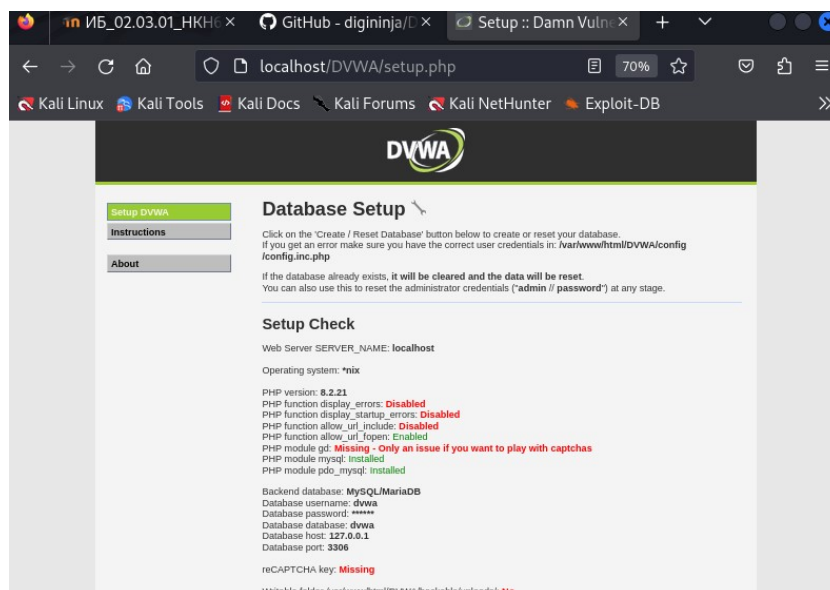 ИБ_02.03.01_НКНб
GitHub - digininja/D
Setup :: Damn Vulne
localhost/DVWA/setup.php
70%
Kali Linux Kali Tools Kali Docs Kali Forums Kali NetHunter Exploit-DB
DVWA
Setup DVWA
Instructions
About
Database Setup
Click on the 'Create / Reset Database' button below to create or reset your database.
If you get an error make sure you have the correct user credentials in: /var/www/html/DVWA/config
/config.inc.php
If the database already exists, it will be cleared and the data will be reset.
You can also use this to reset the administrator credentials ("admin // password") at any stage.
Setup Check
Web Server SERVER_NAME: localhost
Operating system: *nix
PHP version: 8.2.21
PHP function display_errors: Disabled
PHP function display_startup_errors: Disabled
PHP function allow_url_include: Disabled
PHP function allow_url_fopen: Enabled
PHP module gd: Missing - Only an issue if you want to play with captchas
PHP module mysql: Installed
PHP module pdo_mysql: Installed
Backend database: MySQL/MariaDB
Database username: dvwa
Database password: ******
Database database: dvwa
Database host: 127.0.0.1
Database port: 3306
reCAPTCHA key: Missing